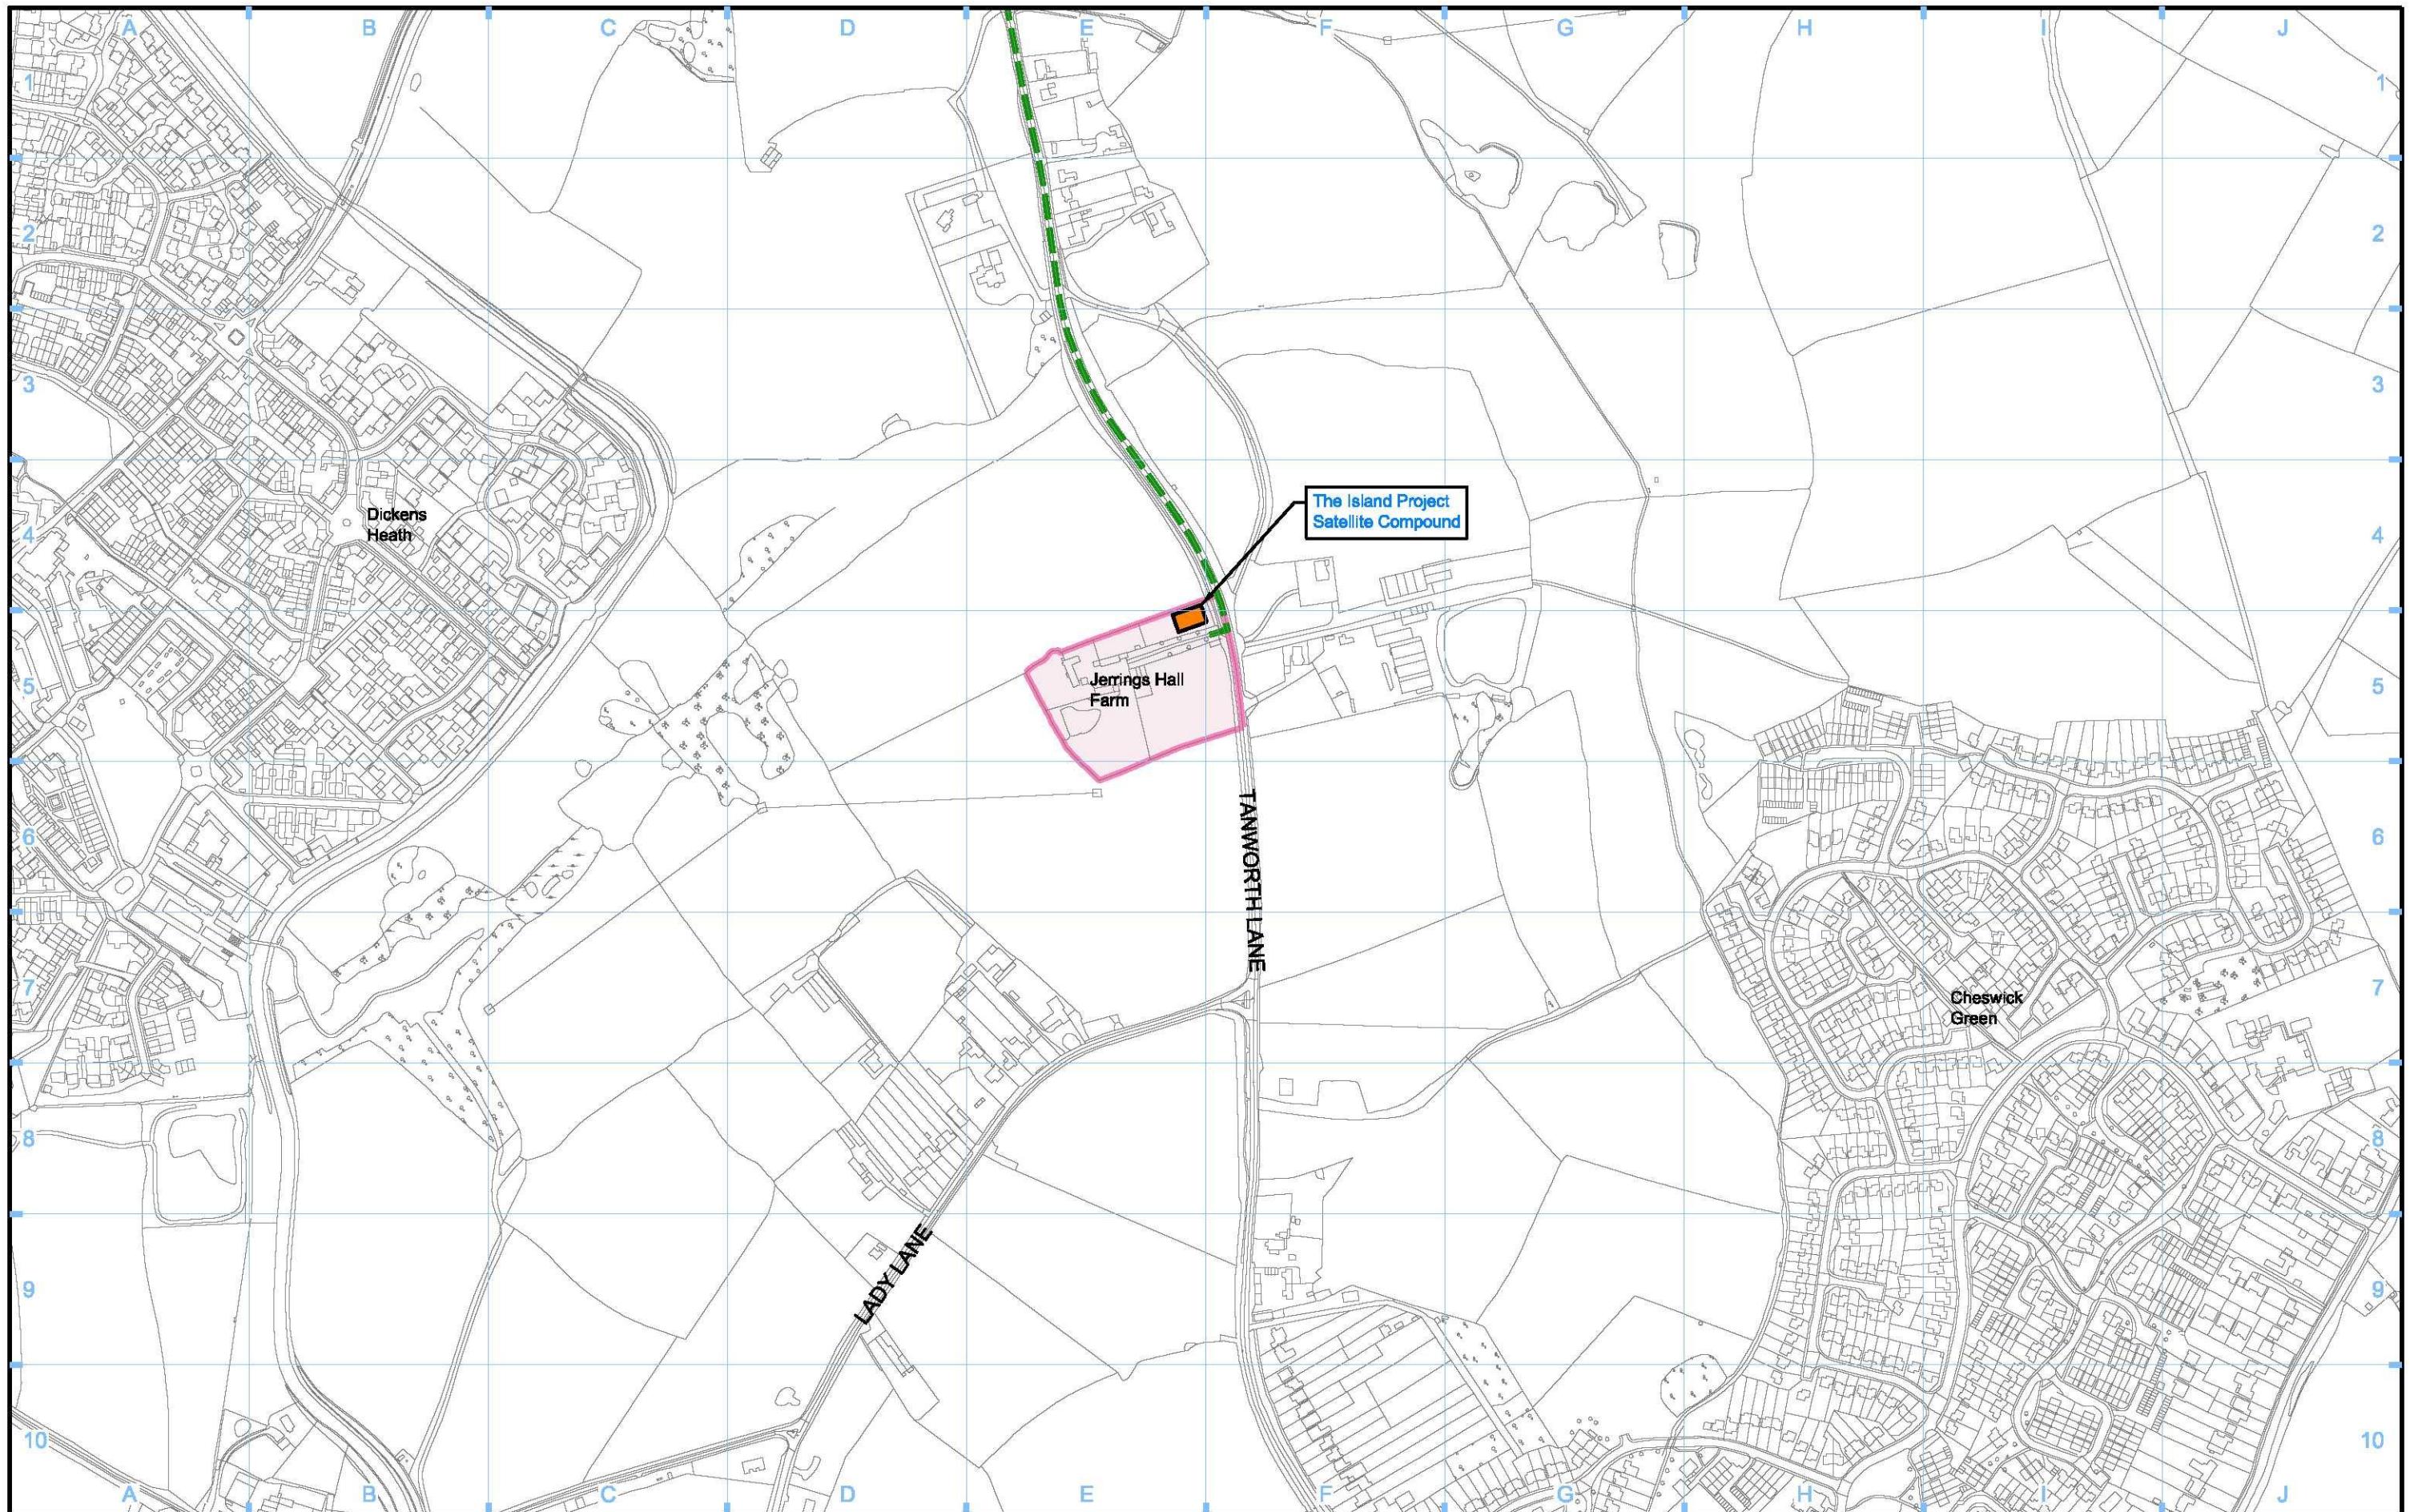 A B C D E F G H I J
1 1
2 2
3 3
The Island Project
Satellite Compound
Dickens
Heath
4 4
Jerrings Hall
Farm
5 5
TANWORTH LANE
6 6
Cheswick
Green
7 7
8 8
LADY LANE
9 9
10 10
A B C D E F G H I J